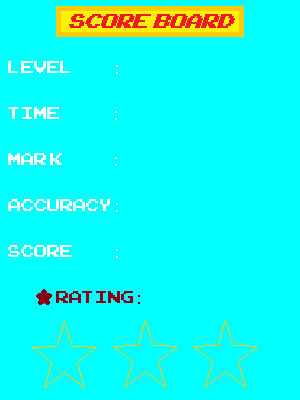 SCORE BOARD
LEVEL :
TIME :
MARK :
ACCURACY:
SCORE :
RATING: